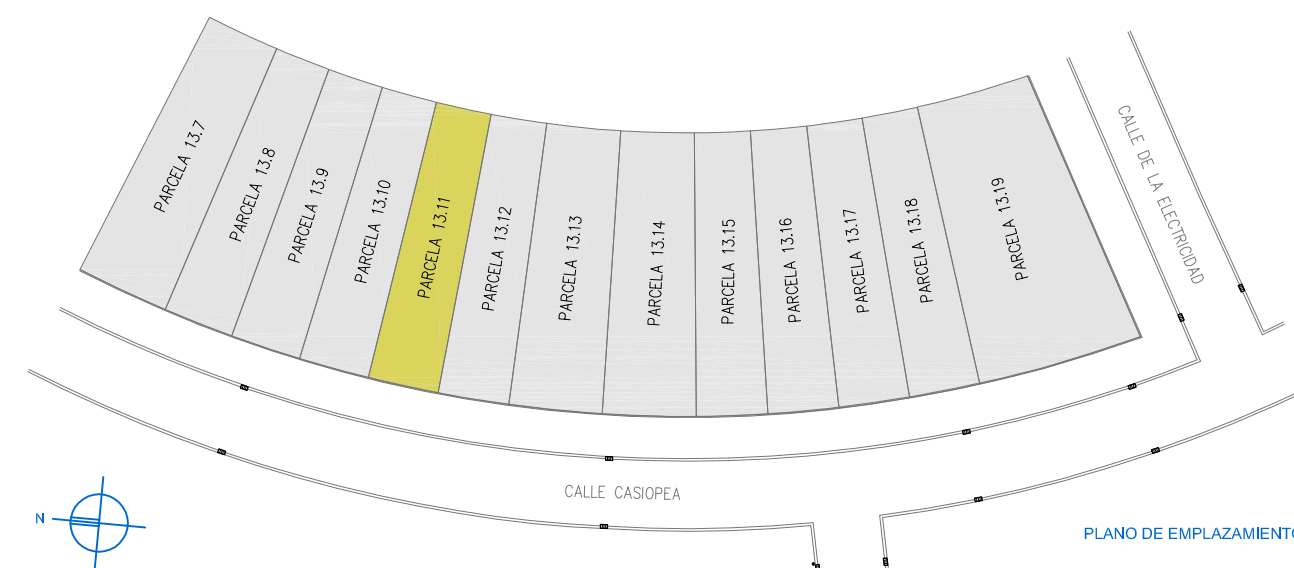 PARCELA 13.7
PARCELA 13.8
PARCELA 13.9
PARCELA 13.10
PARCELA 13.11
PARCELA 13.12
PARCELA 13.13
PARCELA 13.14
PARCELA 13.15
PARCELA 13.16
PARCELA 13.17
PARCELA 13.18
PARCELA 13.19
CALLE DE LA ELECTRICIDAD
CALLE CASIOPEA
N
PLANO DE EMPLAZAMIENTO